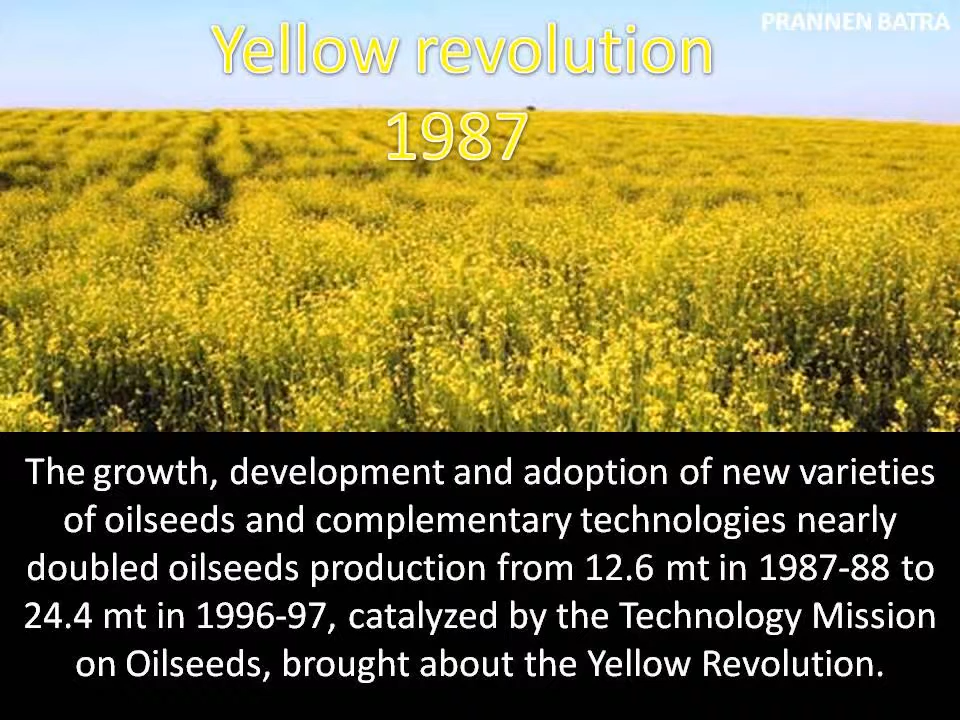 PRANNEN BATRA
Yellow revolution
1987
The growth, development and adoption of new varieties
of oilseeds and complementary technologies nearly
doubled oilseeds production from 12.6 mt in 1987-88 to
24.4 mt in 1996-97, catalyzed by the Technology Mission
on Oilseeds, brought about the Yellow Revolution.